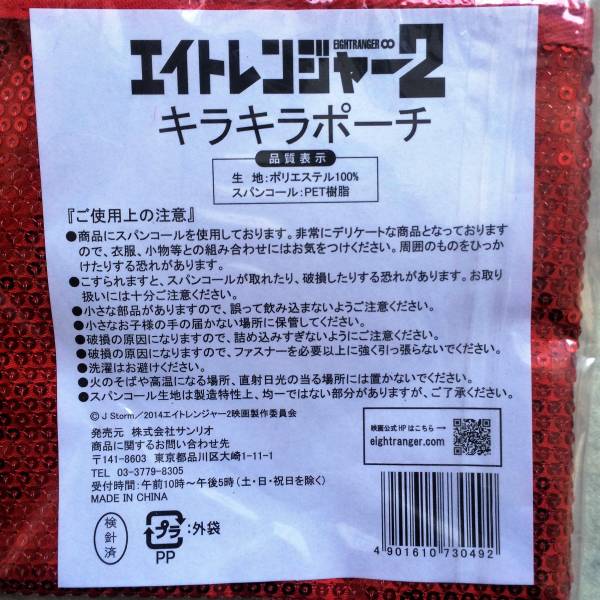 EIGHTRANGER∞
エイトレンジャー2
キラキラポーチ
品質表示
生 地:ポリエステル100%
スパンコール:PET樹脂
『ご使用上の注意』
●商品にスパンコールを使用しております。非常にデリケートな商品となっております
ので、衣服、小物等との組み合わせにはお気をつけください。周囲のものをひっか
けたりする恐れがあります。
●こすられますと、スパンコールが取れたり、破損したりする恐れがあります。お取り
扱いには十分ご注意ください。
●小さな部品がありますので、誤って飲み込まないようご注意ください。
●小さなお子様の手の届かない場所に保管してください。
●破損の原因になりますので、詰め込みすぎないようにご注意ください。
●破損の原因になりますので、ファスナーを必要以上に強く引っ張らないでください。
●洗濯はお避けください。
●火のそばや高温になる場所、直射日光の当る場所には置かないでください。
●スパンコール生地は製造特性上、均一ではない部分がありますが、ご了承ください。
©J Storm／2014エイトレンジャー2映画製作委員会
発売元 株式会社サンリオ
商品に関するお問い合わせ先
〒141-8603 東京都品川区大崎1-11-1
TEL 03-3779-8305
受付時間:午前10時〜午後5時(土・日・祝日を除く)
MADE IN CHINA
映画公式HPはこちら→
eightranger.com
検針済
プラ:外袋
PP
4 901610 730492